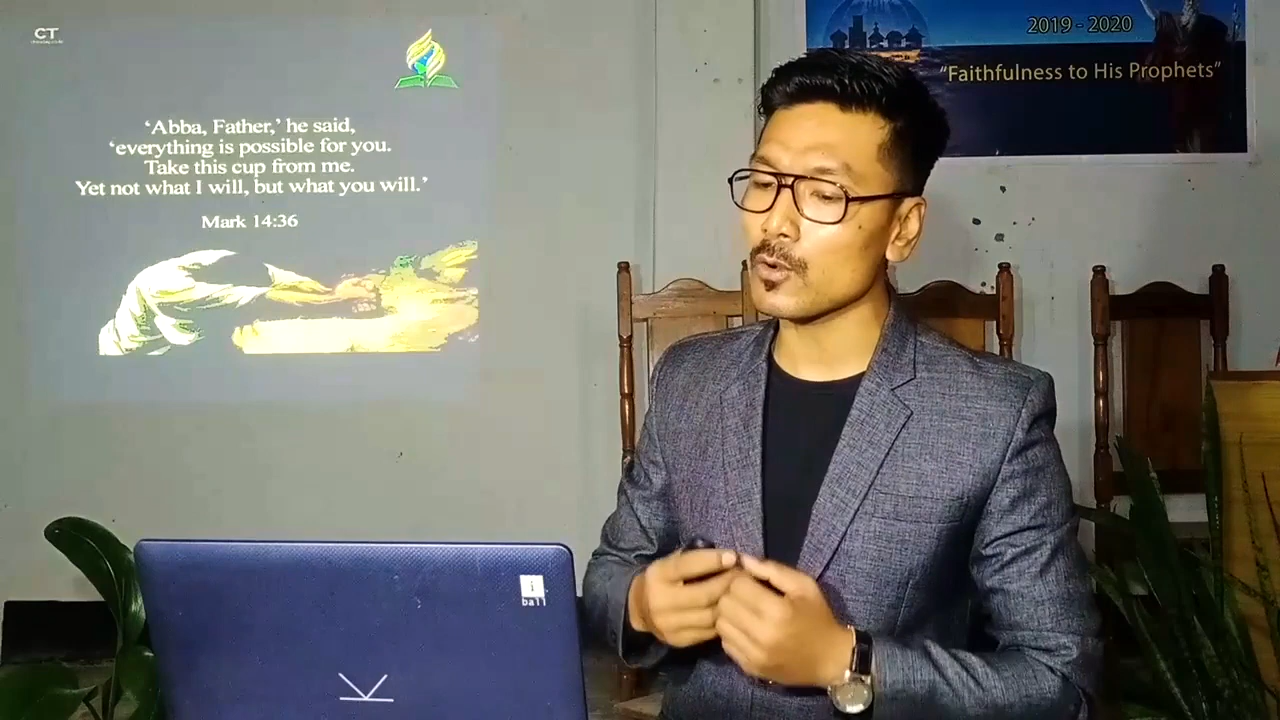 CT
‘Abba, Father,’ he said,
‘everything is possible for you.
Take this cup from me.
Yet not what I will, but what you will.’
Mark 14:36
2019 - 2020
“Faithfulness to His Prophets”
i
ball